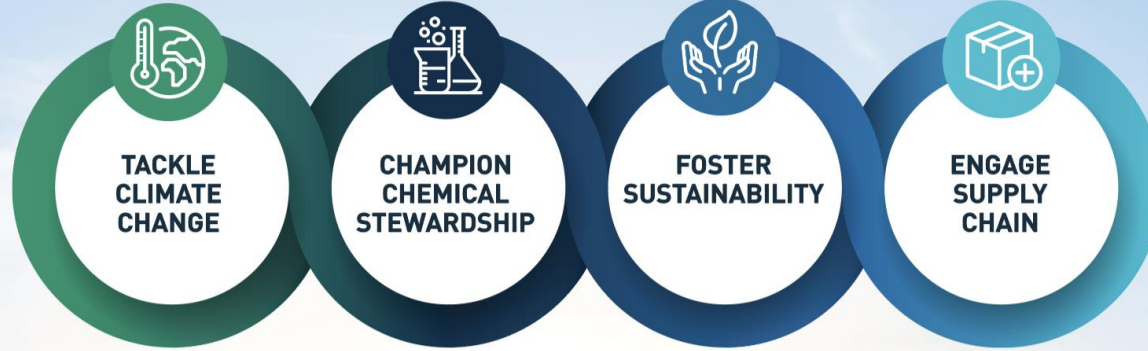 TACKLE
CLIMATE
CHANGE
CHAMPION
CHEMICAL
STEWARDSHIP
FOSTER
SUSTAINABILITY
ENGAGE
SUPPLY
CHAIN